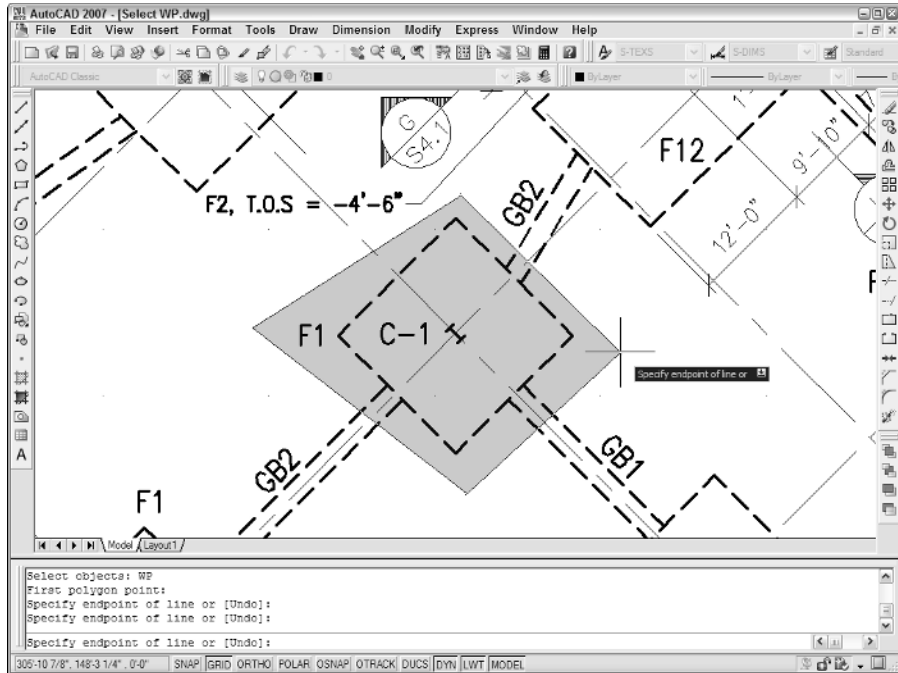 AutoCAD 2007 - [Select WP.dwg]
File Edit View Insert Format Tools Draw Dimension Modify Express Window Help
S-TEXS S-DIMS Standard
AutoCAD Classic 0 ByLayer ByLayer
G
S4.1
F12
9'-10"
F2, T.O.S = -4'-6"
GB2
12'-0"
F1 C-1
Specify endpoint of line or
GB2
GB1
F1
A
Model Layout1
Select objects: WP
First polygon point:
Specify endpoint of line or [Undo]:
Specify endpoint of line or [Undo]:
Specify endpoint of line or [Undo]:
305'-10 7/8", 148'-3 1/4" , 0'-0" SNAP GRID ORTHO POLAR OSNAP OTRACK DUCS DYN LWT MODEL